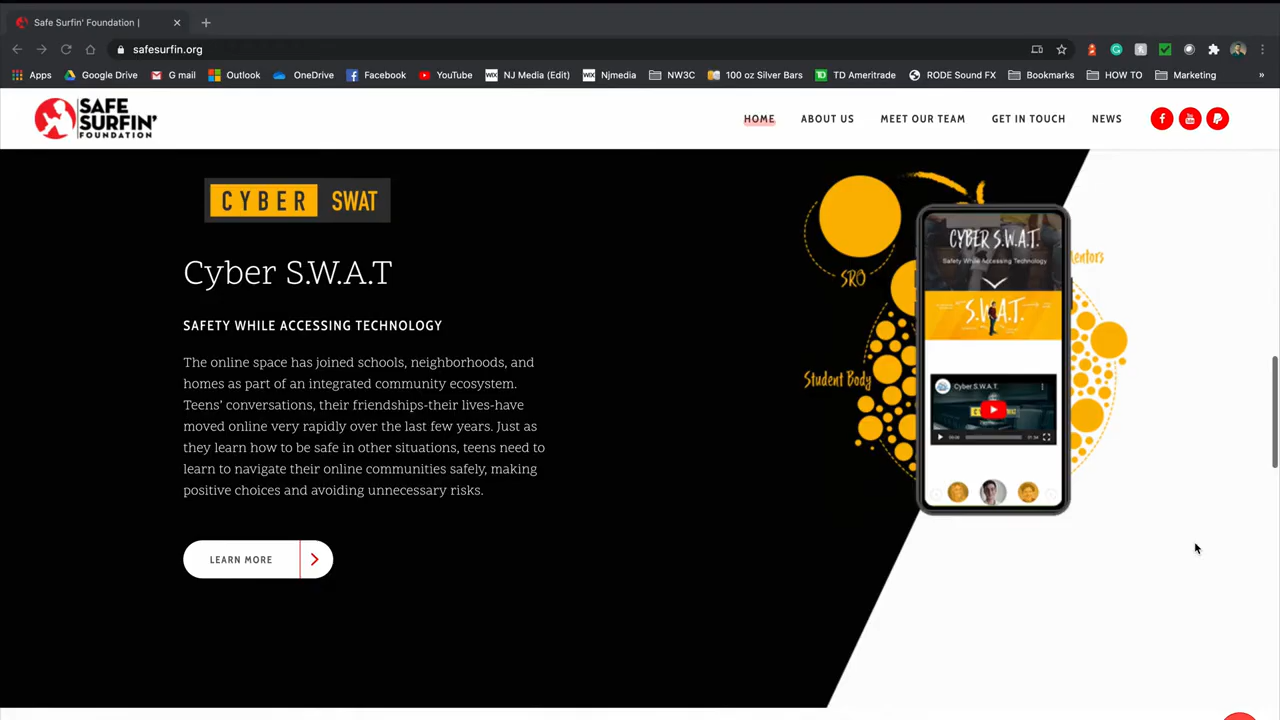 Safe Surfin' Foundation |
safesurfin.org
Apps Google Drive G mail Outlook OneDrive Facebook YouTube WIX NJ Media (Edit) WIX Njmedia NW3C 100 oz Silver Bars TD Ameritrade RODE Sound FX Bookmarks HOW TO Marketing »
SAFE
SURFIN'
FOUNDATION
HOME ABOUT US MEET OUR TEAM GET IN TOUCH NEWS
CYBER SWAT
Cyber S.W.A.T
SAFETY WHILE ACCESSING TECHNOLOGY
The online space has joined schools, neighborhoods, and
homes as part of an integrated community ecosystem.
Teens' conversations, their friendships-their lives-have
moved online very rapidly over the last few years. Just as
they learn how to be safe in other situations, teens need to
learn to navigate their online communities safely, making
positive choices and avoiding unnecessary risks.
LEARN MORE
SRO
Student Body
CYBER S.W.A.T.
Safety While Accessing Technology
S.W.A.T.
Cyber S.W.A.T.